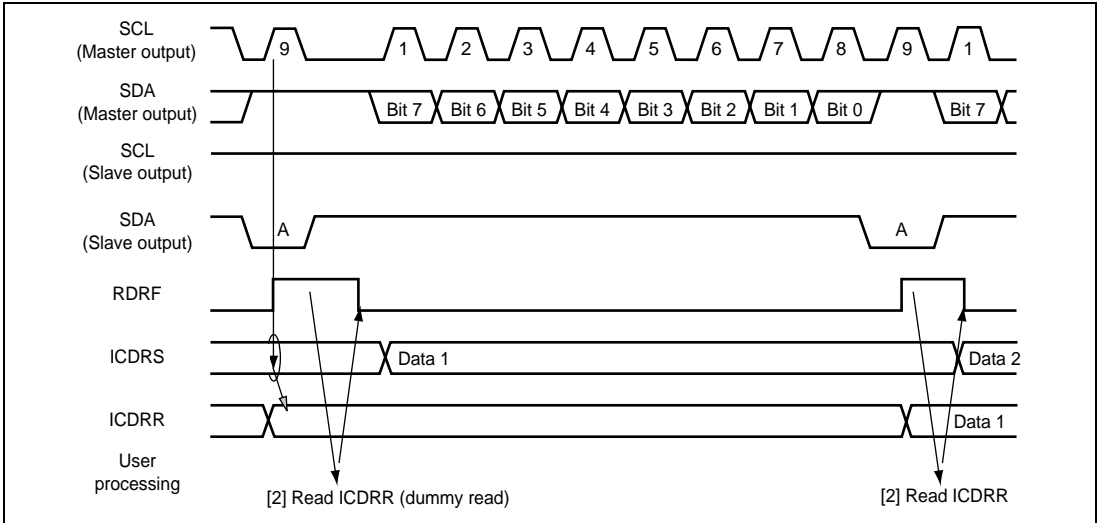 SCL
(Master output)
9 1 2 3 4 5 6 7 8 9 1
SDA
(Master output)
Bit 7 Bit 6 Bit 5 Bit 4 Bit 3 Bit 2 Bit 1 Bit 0 Bit 7
SCL
(Slave output)
SDA
(Slave output)
A A
RDRF
ICDRS
Data 1 Data 2
ICDRR
Data 1
User
processing
[2] Read ICDRR (dummy read) [2] Read ICDRR